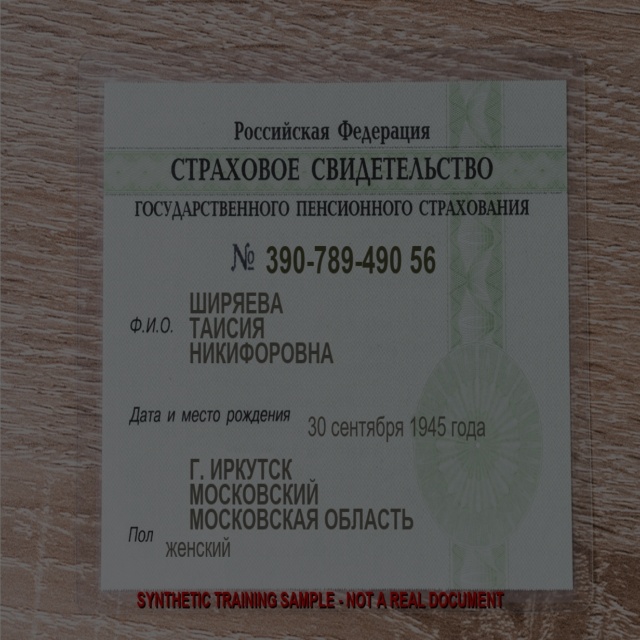 Российская Федерация
СТРАХОВОЕ СВИДЕТЕЛЬСТВО
ГОСУДАРСТВЕННОГО ПЕНСИОННОГО СТРАХОВАНИЯ
№ 390-789-490 56
ШИРЯЕВА
Ф.И.О. ТАИСИЯ
НИКИФОРОВНА
Дата и место рождения 30 сентября 1945 года
Г. ИРКУТСК
МОСКОВСКИЙ
МОСКОВСКАЯ ОБЛАСТЬ
Пол женский
SYNTHETIC TRAINING SAMPLE - NOT A REAL DOCUMENT